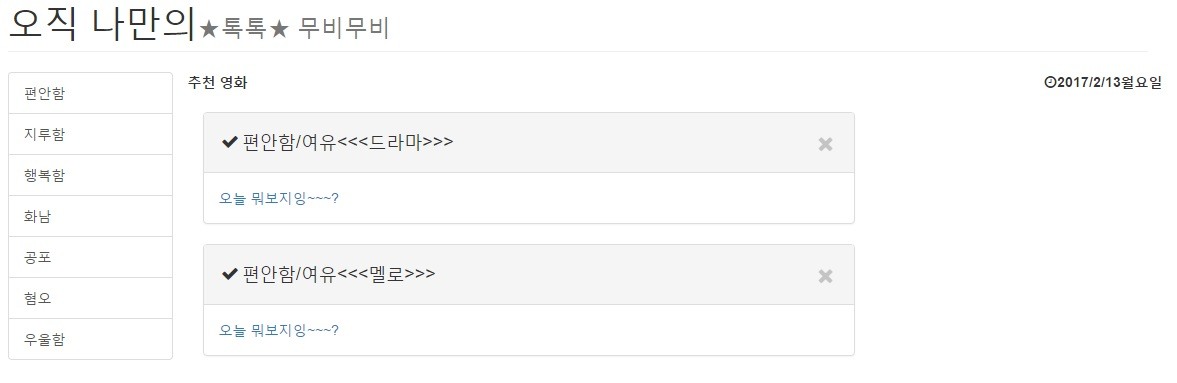 오직 나만의★톡톡★ 무비무비
편안함
지루함
행복함
화남
공포
혐오
우울함
추천 영화
2017/2/13월요일
편안함/여유<<<드라마>>>
오늘 뭐보지잉~~~?
편안함/여유<<<멜로>>>
오늘 뭐보지잉~~~?